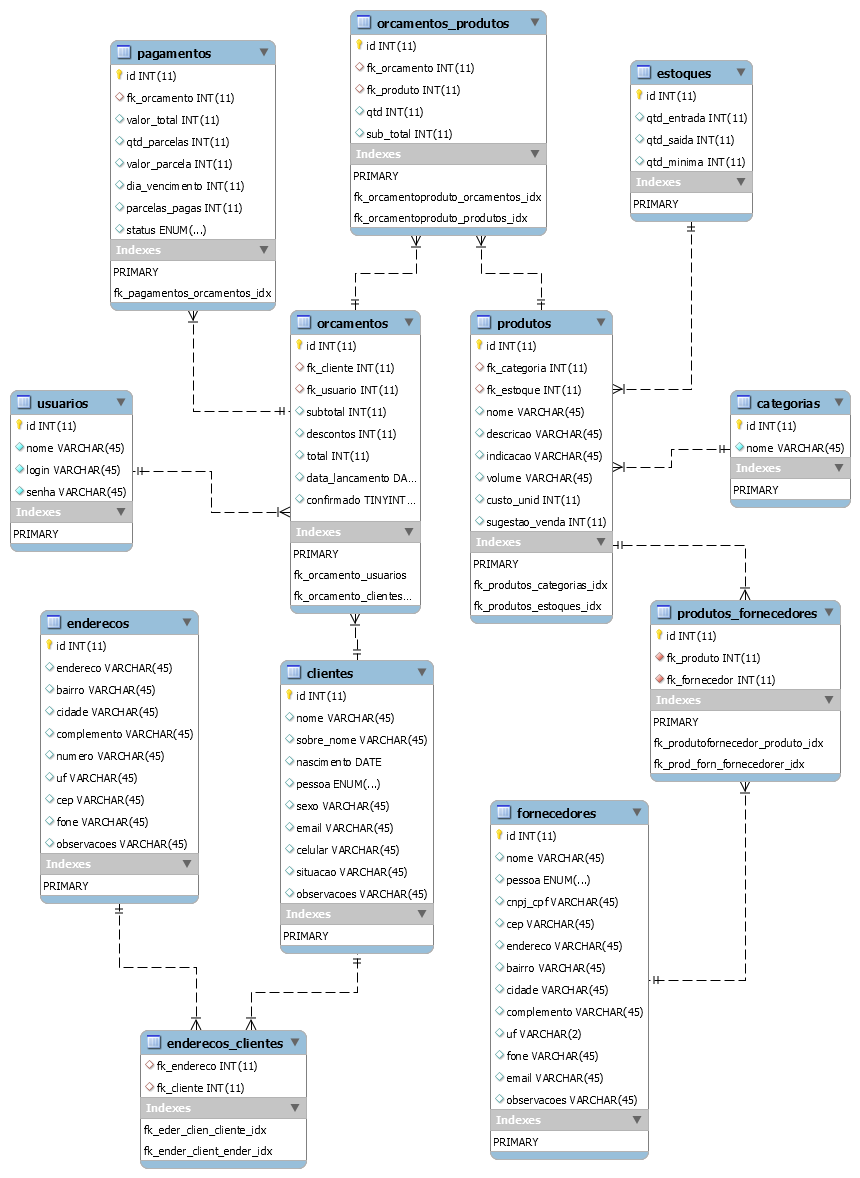 orcamentos_produtos
id INT(11)
fk_orcamento INT(11)
fk_produto INT(11)
qtd INT(11)
sub_total INT(11)
Indexes
PRIMARY
fk_orcamentoproduto_orcamentos_idx
fk_orcamentoproduto_produtos_idx
pagamentos
id INT(11)
fk_orcamento INT(11)
valor_total INT(11)
qtd_parcelas INT(11)
valor_parcela INT(11)
dia_vencimento INT(11)
parcelas_pagas INT(11)
status ENUM(...)
Indexes
PRIMARY
fk_pagamentos_orcamentos_idx
estoques
id INT(11)
qtd_entrada INT(11)
qtd_saida INT(11)
qtd_minima INT(11)
Indexes
PRIMARY
orcamentos
id INT(11)
fk_cliente INT(11)
fk_usuario INT(11)
subtotal INT(11)
descontos INT(11)
total INT(11)
data_lancamento DA...
confirmado TINYINT...
Indexes
PRIMARY
fk_orcamento_usuarios
fk_orcamento_clientes...
produtos
id INT(11)
fk_categoria INT(11)
fk_estoque INT(11)
nome VARCHAR(45)
descricao VARCHAR(45)
indicacao VARCHAR(45)
volume VARCHAR(45)
custo_unid INT(11)
sugestao_venda INT(11)
Indexes
PRIMARY
fk_produtos_categorias_idx
fk_produtos_estoques_idx
usuarios
id INT(11)
nome VARCHAR(45)
login VARCHAR(45)
senha VARCHAR(45)
Indexes
PRIMARY
categorias
id INT(11)
nome VARCHAR(45)
Indexes
PRIMARY
enderecos
id INT(11)
endereco VARCHAR(45)
bairro VARCHAR(45)
cidade VARCHAR(45)
complemento VARCHAR(45)
numero VARCHAR(45)
uf VARCHAR(45)
cep VARCHAR(45)
fone VARCHAR(45)
observacoes VARCHAR(45)
Indexes
PRIMARY
clientes
id INT(11)
nome VARCHAR(45)
sobre_nome VARCHAR(45)
nascimento DATE
pessoa ENUM(...)
sexo VARCHAR(45)
email VARCHAR(45)
celular VARCHAR(45)
situacao VARCHAR(45)
observacoes VARCHAR(45)
Indexes
PRIMARY
produtos_fornecedores
id INT(11)
fk_produto INT(11)
fk_fornecedor INT(11)
Indexes
PRIMARY
fk_produtofornecedor_produto_idx
fk_prod_forn_fornecedorer_idx
fornecedores
id INT(11)
nome VARCHAR(45)
pessoa ENUM(...)
cnpj_cpf VARCHAR(45)
cep VARCHAR(45)
endereco VARCHAR(45)
bairro VARCHAR(45)
cidade VARCHAR(45)
complemento VARCHAR(45)
uf VARCHAR(2)
fone VARCHAR(45)
email VARCHAR(45)
observacoes VARCHAR(45)
Indexes
PRIMARY
enderecos_clientes
fk_endereco INT(11)
fk_cliente INT(11)
Indexes
fk_eder_clien_cliente_idx
fk_ender_client_ender_idx